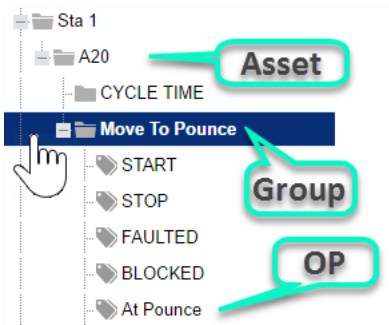 Sta 1
A20
Asset
CYCLE TIME
Move To Pounce
START
Group
STOP
FAULTED
BLOCKED
OP
At Pounce